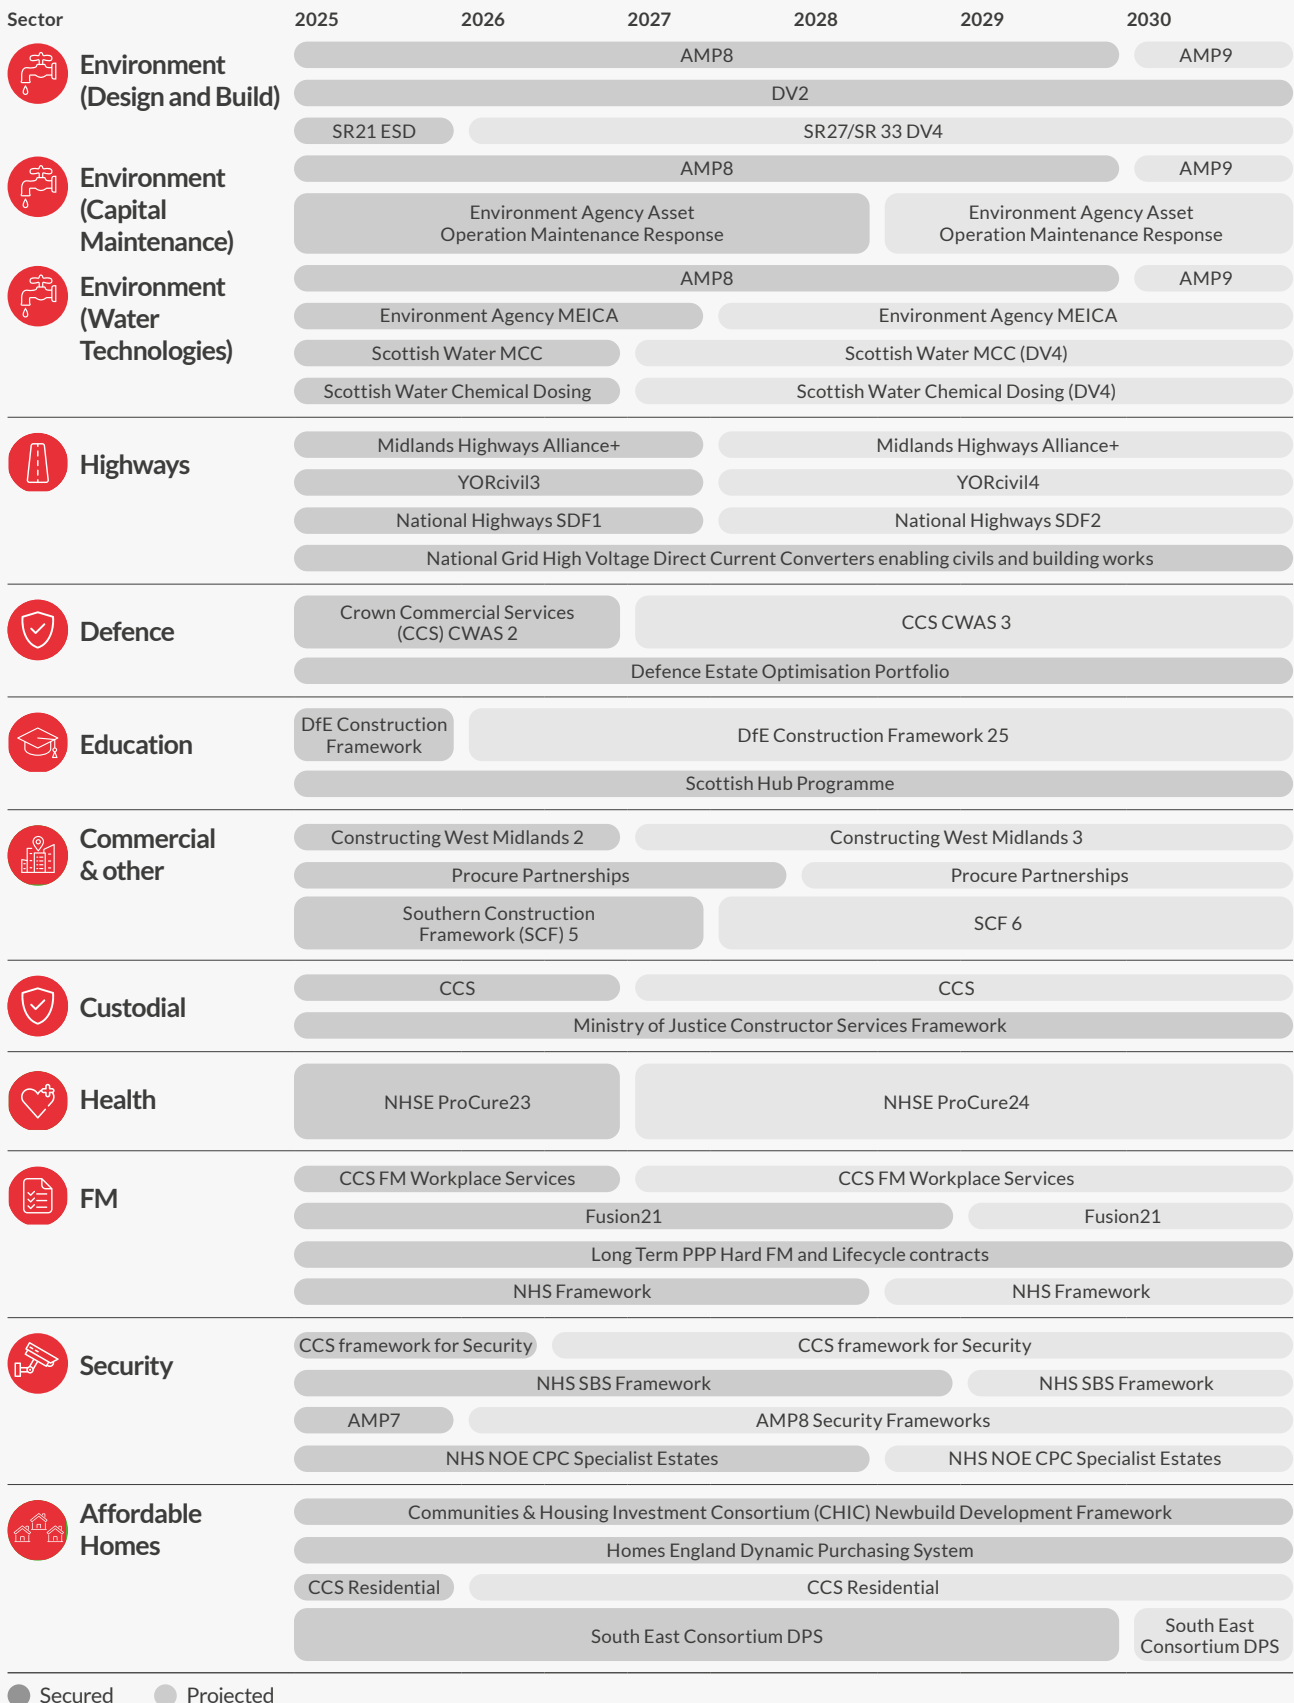 Sector 2025 2026 2027 2028 2029 2030
Environment
(Design and Build)
AMP8 AMP9
DV2
SR21 ESD SR27/SR 33 DV4
Environment
(Capital
Maintenance)
AMP8 AMP9
Environment Agency Asset
Operation Maintenance Response
Environment Agency Asset
Operation Maintenance Response
Environment
(Water
Technologies)
AMP8 AMP9
Environment Agency MEICA Environment Agency MEICA
Scottish Water MCC Scottish Water MCC (DV4)
Scottish Water Chemical Dosing Scottish Water Chemical Dosing (DV4)
Highways
Midlands Highways Alliance+ Midlands Highways Alliance+
YORcivil3 YORcivil4
National Highways SDF1 National Highways SDF2
National Grid High Voltage Direct Current Converters enabling civils and building works
Defence
Crown Commercial Services
(CCS) CWAS 2
CCS CWAS 3
Defence Estate Optimisation Portfolio
Education
DfE Construction
Framework
DfE Construction Framework 25
Scottish Hub Programme
Commercial
& other
Constructing West Midlands 2 Constructing West Midlands 3
Procure Partnerships Procure Partnerships
Southern Construction
Framework (SCF) 5
SCF 6
Custodial
CCS CCS
Ministry of Justice Constructor Services Framework
Health
NHSE ProCure23 NHSE ProCure24
FM
CCS FM Workplace Services CCS FM Workplace Services
Fusion21 Fusion21
Long Term PPP Hard FM and Lifecycle contracts
NHS Framework NHS Framework
Security
CCS framework for Security CCS framework for Security
NHS SBS Framework NHS SBS Framework
AMP7 AMP8 Security Frameworks
NHS NOE CPC Specialist Estates NHS NOE CPC Specialist Estates
Affordable
Homes
Communities & Housing Investment Consortium (CHIC) Newbuild Development Framework
Homes England Dynamic Purchasing System
CCS Residential CCS Residential
South East Consortium DPS
South East
Consortium DPS
Secured Projected